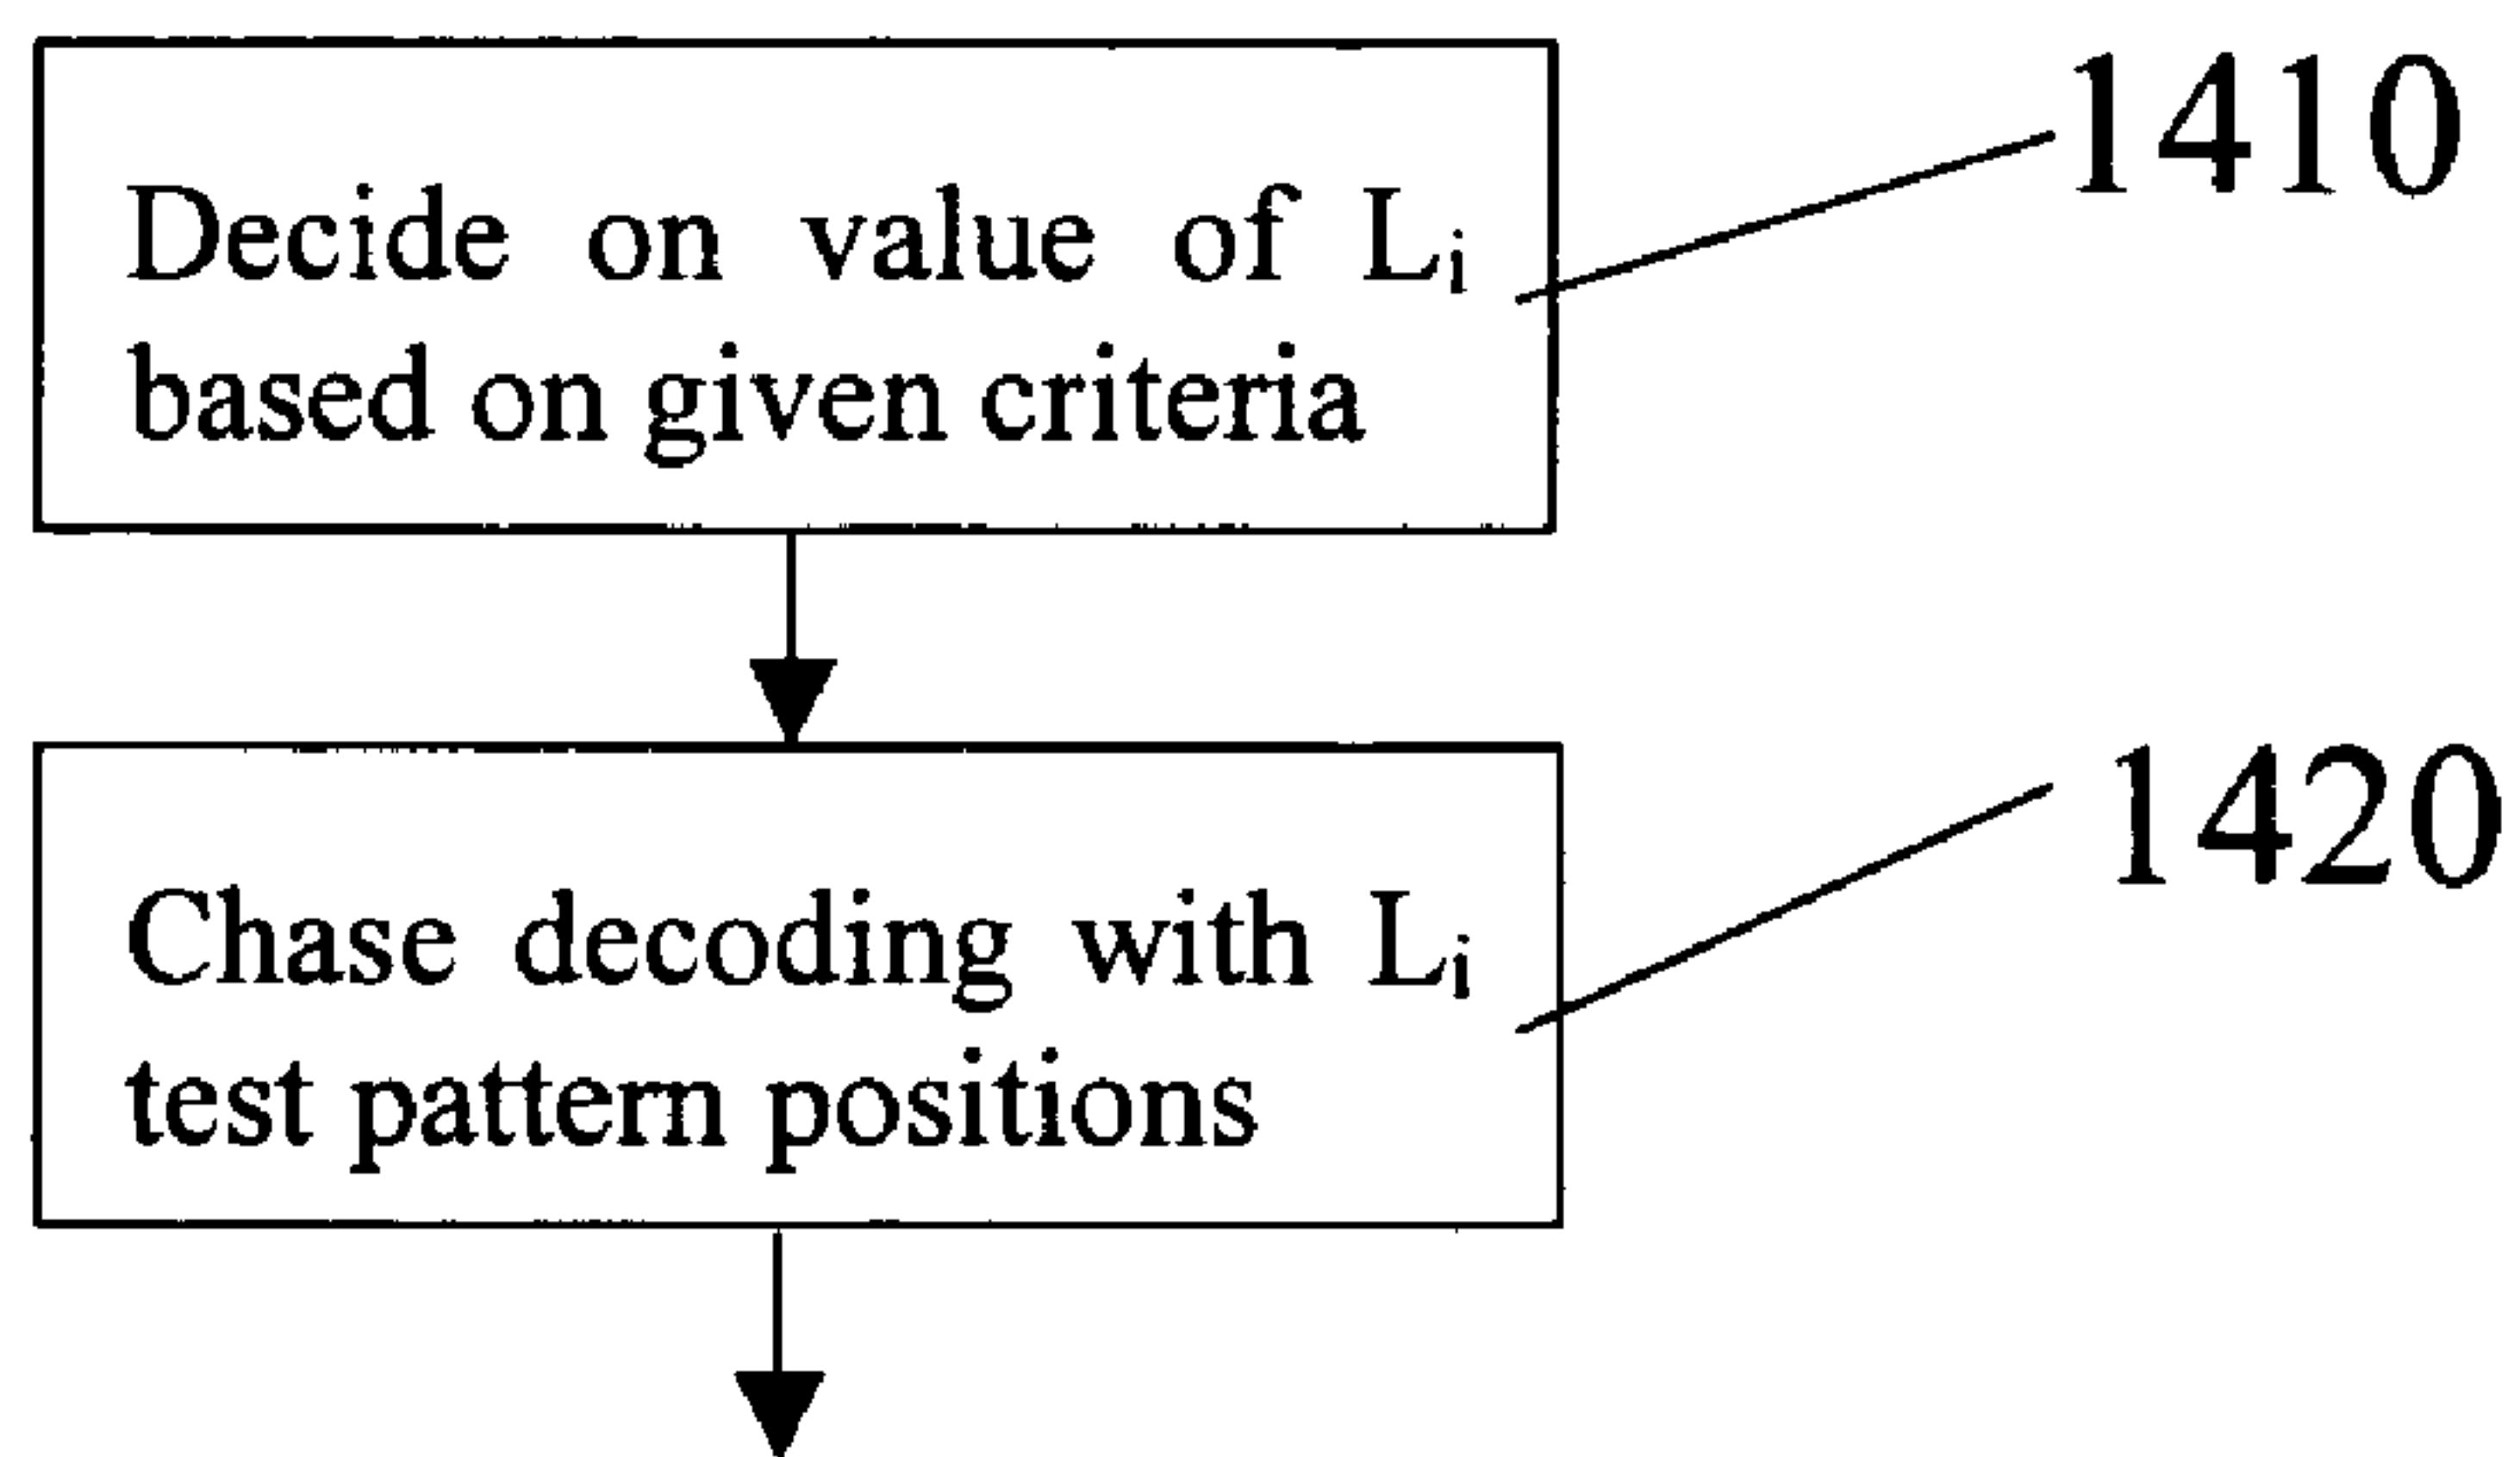 Decide on value of Li
based on given criteria
1410
Chase decoding with Li
test pattern positions
1420